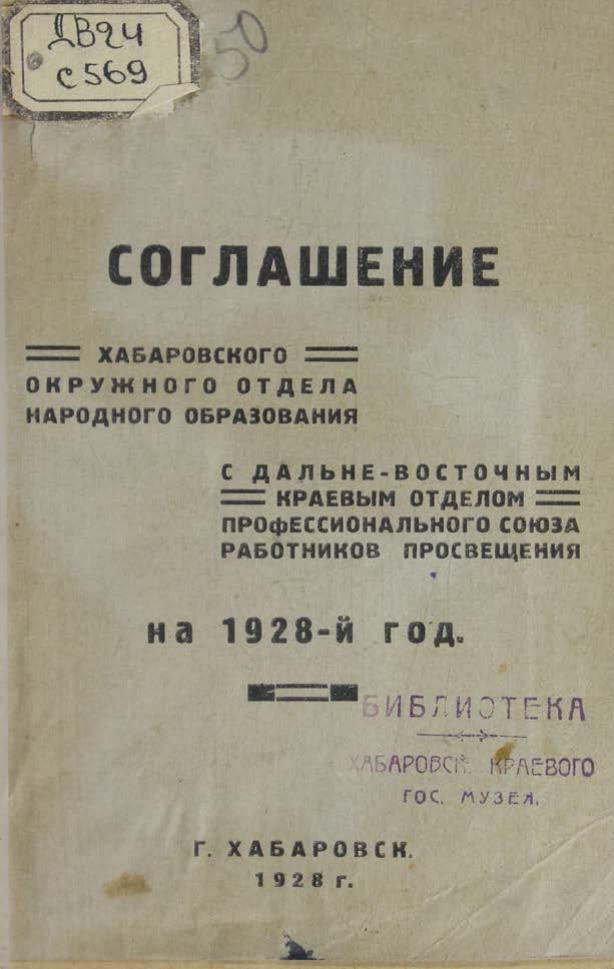 ДВ24
с569
50
СОГЛАШЕНИЕ
ХАБАРОВСКОГО
ОКРУЖНОГО ОТДЕЛА
НАРОДНОГО ОБРАЗОВАНИЯ
С ДАЛЬНЕ-ВОСТОЧНЫМ
КРАЕВЫМ ОТДЕЛОМ
ПРОФЕССИОНАЛЬНОГО СОЮЗА
РАБОТНИКОВ ПРОСВЕЩЕНИЯ
на 1928-й год.
БИБЛИОТЕКА
ХАБАРОВСК. КРАЕВОГО
ГОС. МУЗЕЯ.
Г. ХАБАРОВСК.
1928 г.